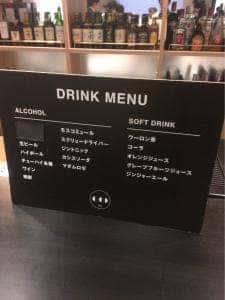 DRINK MENU
ALCOHOL
生ビール
ハイボール
チューハイ各種
ワイン
焼酎
モスコミュール
スクリュードライバー
ジントニック
カシスソーダ
マダムロゼ
SOFT DRINK
ウーロン茶
コーラ
オレンジジュース
グレープフルーツジュース
ジンジャーエール